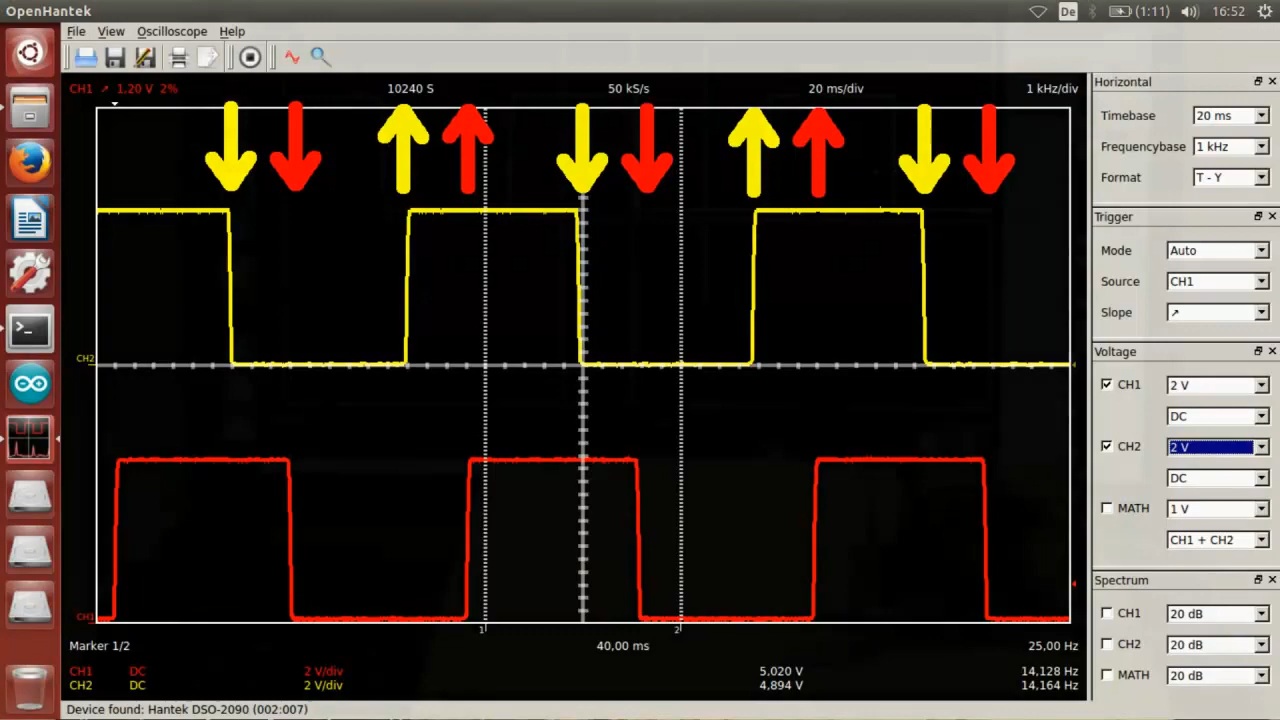 OpenHantek
De (1:11) 16:52
File View Oscilloscope Help
CH1 ↗ 1.20 V 2% 10240 S 50 kS/s 20 ms/div 1 kHz/div
CH2
CH1
1 2
Marker 1/2 40,00 ms 25,00 Hz
CH1 DC 2 V/div 5,020 V 14,128 Hz
CH2 DC 2 V/div 4,894 V 14,164 Hz
Device found: Hantek DSO-2090 (002:007)
Horizontal
Timebase 20 ms
Frequencybase 1 kHz
Format T - Y
Trigger
Mode Auto
Source CH1
Slope ↗
Voltage
CH1 2 V
DC
CH2 2 V
DC
MATH 1 V
CH1 + CH2
Spectrum
CH1 20 dB
CH2 20 dB
MATH 20 dB